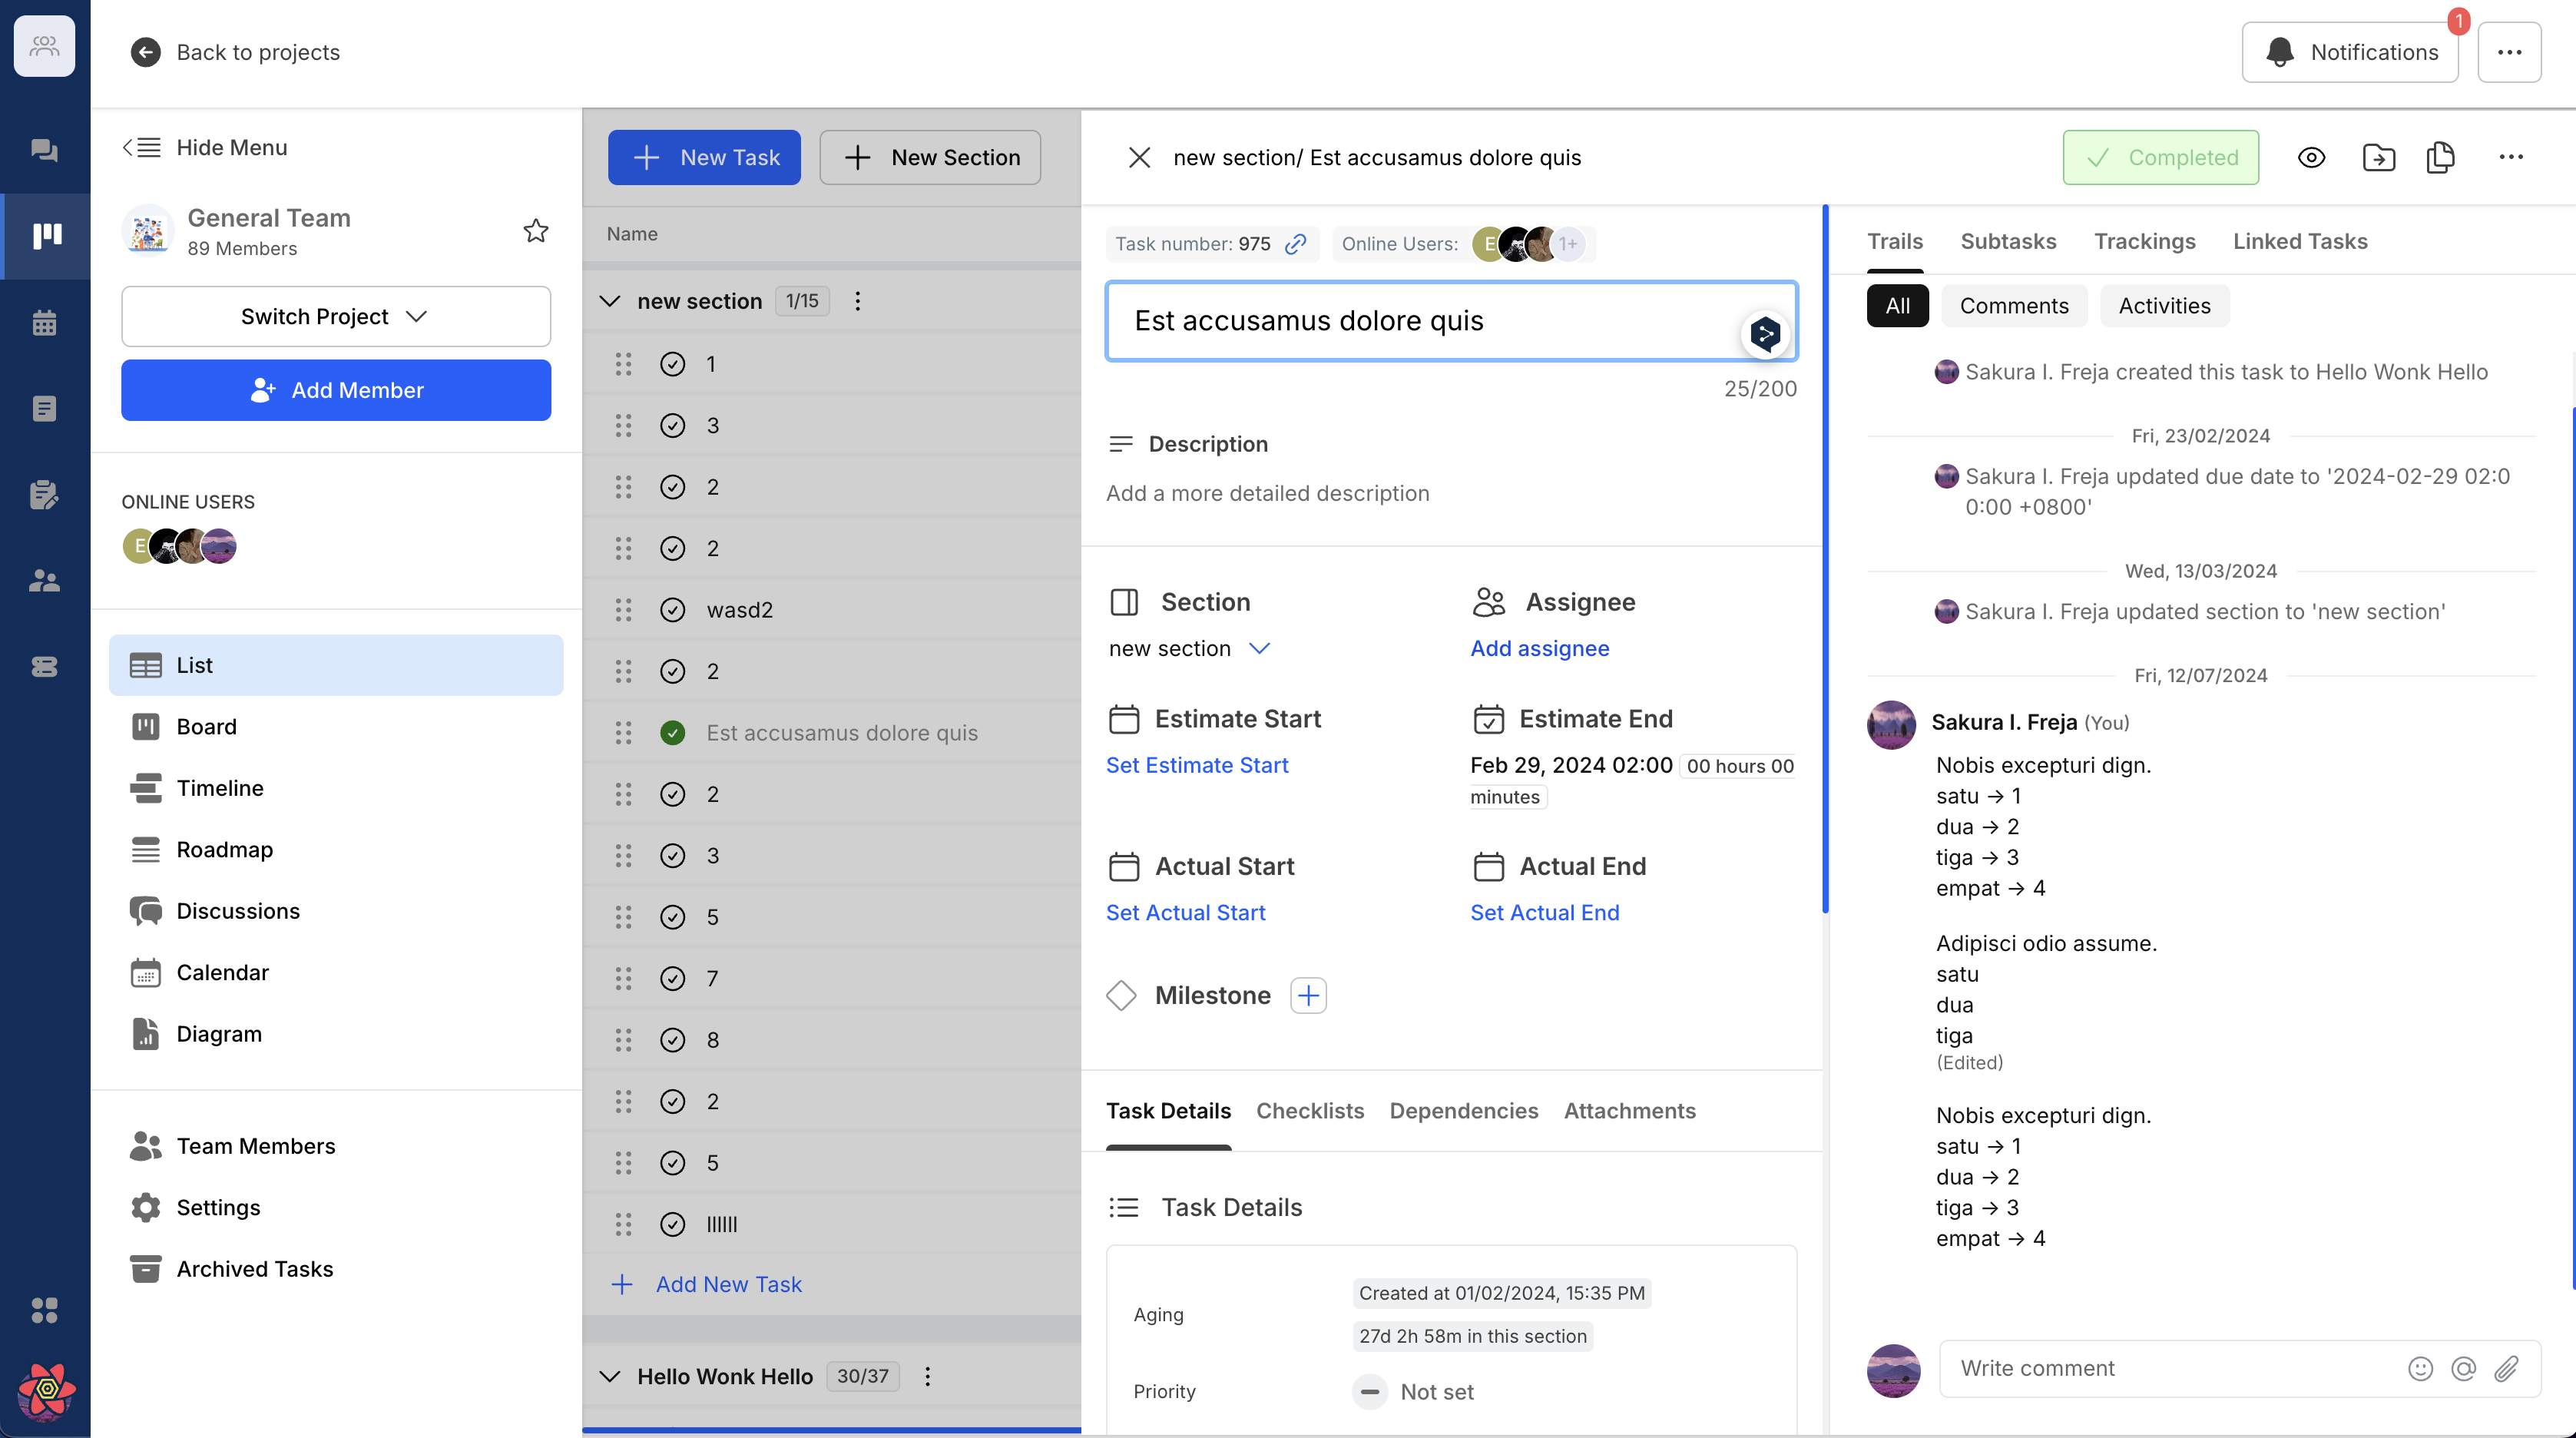 Back to projects
Notifications
1
Hide Menu
General Team
89 Members
Switch Project
Add Member
ONLINE USERS
E
List
Board
Timeline
Roadmap
Discussions
Calendar
Diagram
Team Members
Settings
Archived Tasks
New Task
New Section
Name
new section 1/15
1
3
2
2
wasd2
2
Est accusamus dolore quis
2
3
5
7
8
2
5
llllll
Add New Task
Hello Wonk Hello 30/37
new section/ Est accusamus dolore quis
Completed
Task number: 975
Online Users: E 1+
Est accusamus dolore quis
25/200
Description
Add a more detailed description
Section
new section
Assignee
Add assignee
Estimate Start
Set Estimate Start
Estimate End
Feb 29, 2024 02:00 00 hours 00
minutes
Actual Start
Set Actual Start
Actual End
Set Actual End
Milestone
Task Details Checklists Dependencies Attachments
Task Details
Aging
Created at 01/02/2024, 15:35 PM
27d 2h 58m in this section
Priority
Not set
Trails Subtasks Trackings Linked Tasks
All Comments Activities
Sakura I. Freja created this task to Hello Wonk Hello
Fri, 23/02/2024
Sakura I. Freja updated due date to '2024-02-29 02:0
0:00 +0800'
Wed, 13/03/2024
Sakura I. Freja updated section to 'new section'
Fri, 12/07/2024
Sakura I. Freja (You)
Nobis excepturi dign.
satu → 1
dua → 2
tiga → 3
empat → 4
Adipisci odio assume.
satu
dua
tiga
(Edited)
Nobis excepturi dign.
satu → 1
dua → 2
tiga → 3
empat → 4
Write comment